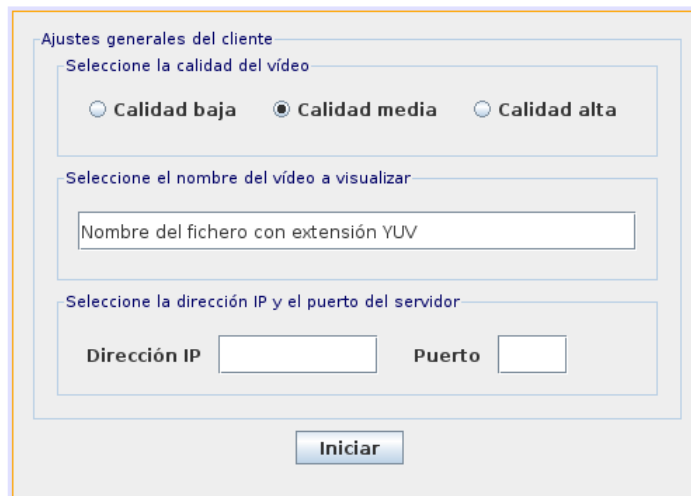 Ajustes generales del cliente
Seleccione la calidad del vídeo
Calidad baja Calidad media Calidad alta
Seleccione el nombre del vídeo a visualizar
Nombre del fichero con extensión YUV
Seleccione la dirección IP y el puerto del servidor
Dirección IP Puerto
Iniciar